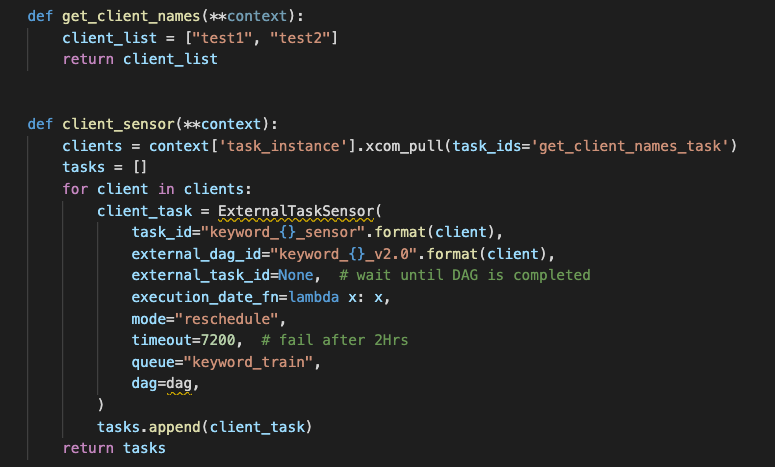 def get_client_names(**context):
    client_list = ["test1", "test2"]
    return client_list
def client_sensor(**context):
    clients = context['task_instance'].xcom_pull(task_ids='get_client_names_task')
    tasks = []
    for client in clients:
        client_task = ExternalTaskSensor(
            task_id="keyword_{}_sensor".format(client),
            external_dag_id="keyword_{}_v2.0".format(client),
            external_task_id=None,  # wait until DAG is completed
            execution_date_fn=lambda x: x,
            mode="reschedule",
            timeout=7200,  # fail after 2Hrs
            queue="keyword_train",
            dag=dag,
        )
        tasks.append(client_task)
    return tasks